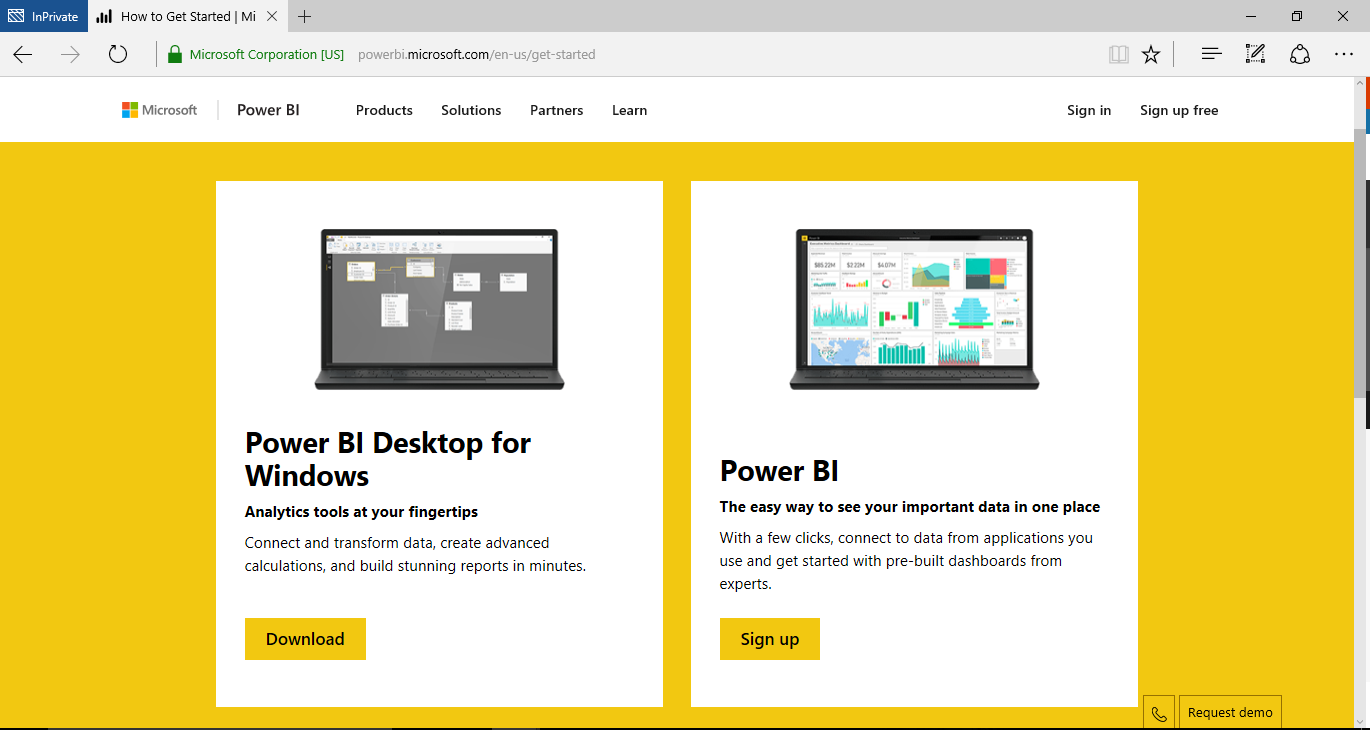 InPrivate
How to Get Started | Mi
Microsoft Corporation [US] powerbi.microsoft.com/en-us/get-started
Microsoft Power BI Products Solutions Partners Learn Sign in Sign up free
$85.22M $2.22M $4.07M
Power BI Desktop for
Windows
Analytics tools at your fingertips
Connect and transform data, create advanced
calculations, and build stunning reports in minutes.
Download
Power BI
The easy way to see your important data in one place
With a few clicks, connect to data from applications you
use and get started with pre-built dashboards from
experts.
Sign up
Request demo